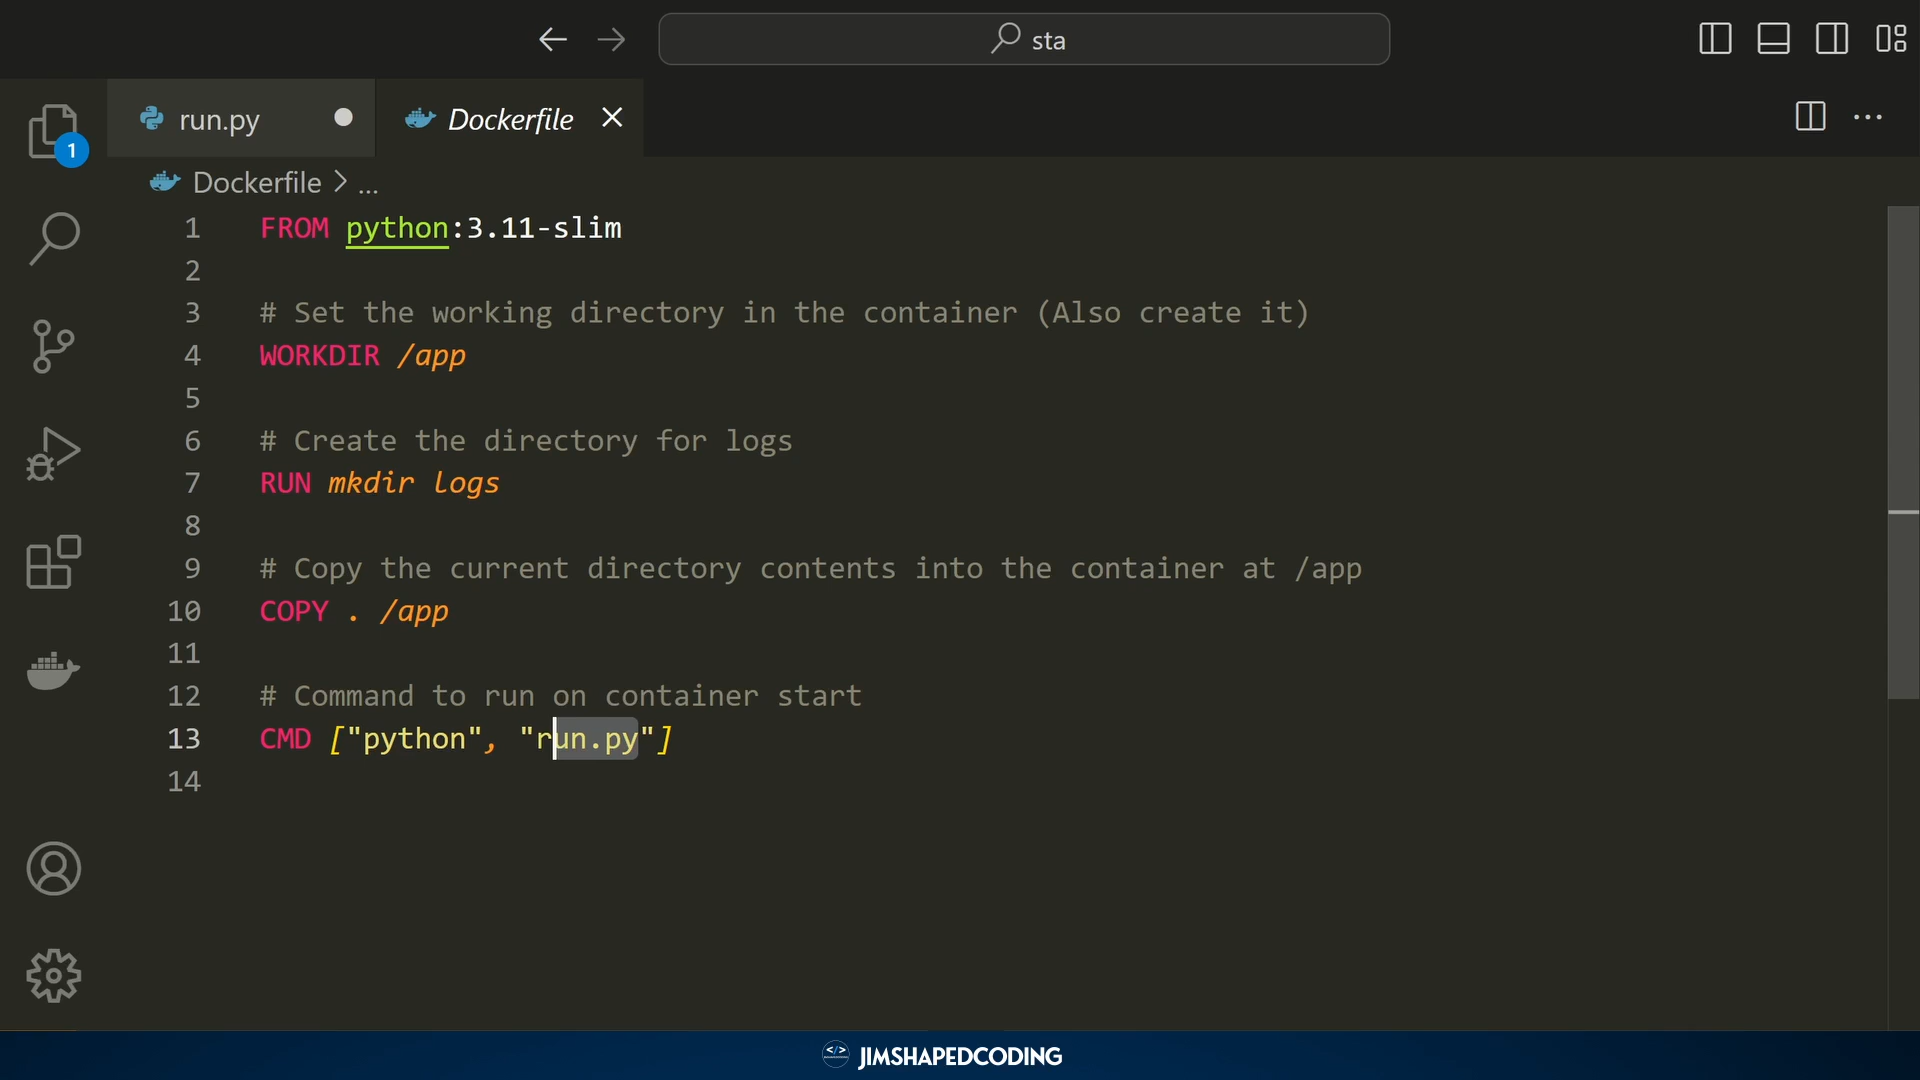 sta
run.py
Dockerfile
1
Dockerfile > ...
1 FROM python:3.11-slim
2
3 # Set the working directory in the container (Also create it)
4 WORKDIR /app
5
6 # Create the directory for logs
7 RUN mkdir logs
8
9 # Copy the current directory contents into the container at /app
10 COPY . /app
11
12 # Command to run on container start
13 CMD ["python", "run.py"]
14
</> JIMSHAPEDCODING